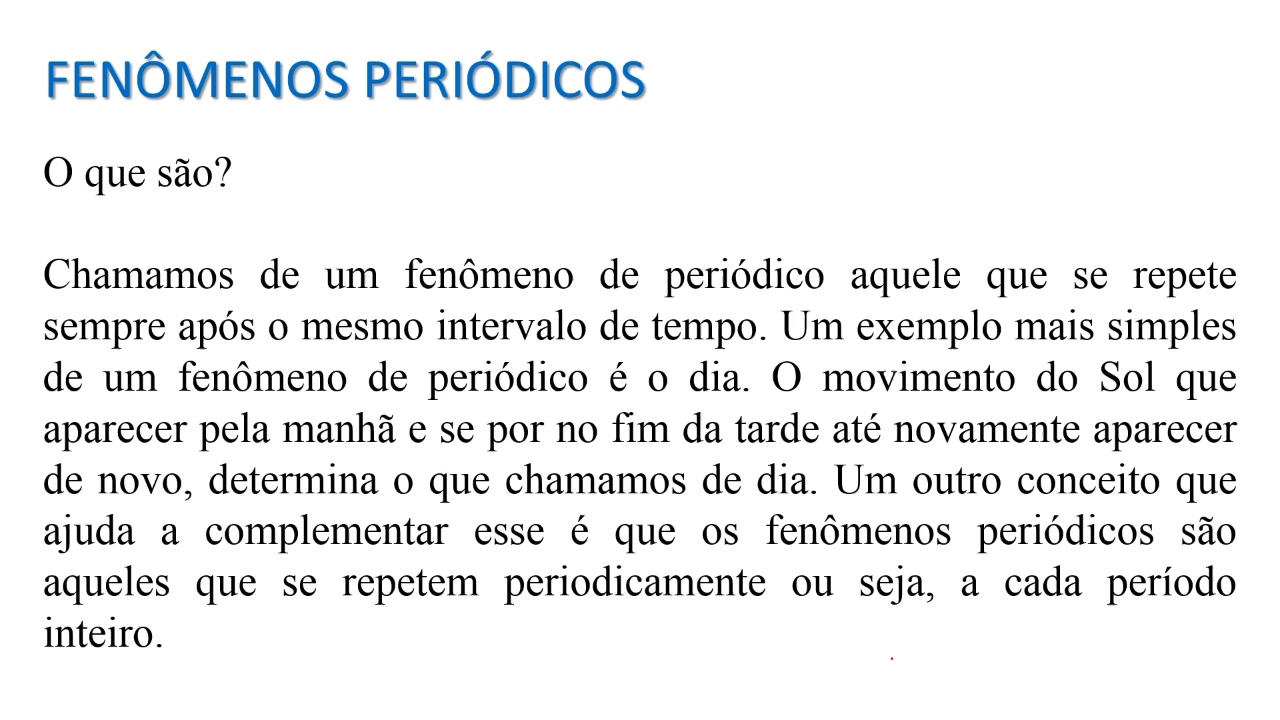 FENÔMENOS PERIÓDICOS
O que são?
Chamamos de um fenômeno de periódico aquele que se repete
sempre após o mesmo intervalo de tempo. Um exemplo mais simples
de um fenômeno de periódico é o dia. O movimento do Sol que
aparecer pela manhã e se por no fim da tarde até novamente aparecer
de novo, determina o que chamamos de dia. Um outro conceito que
ajuda a complementar esse é que os fenômenos periódicos são
aqueles que se repetem periodicamente ou seja, a cada período
inteiro.